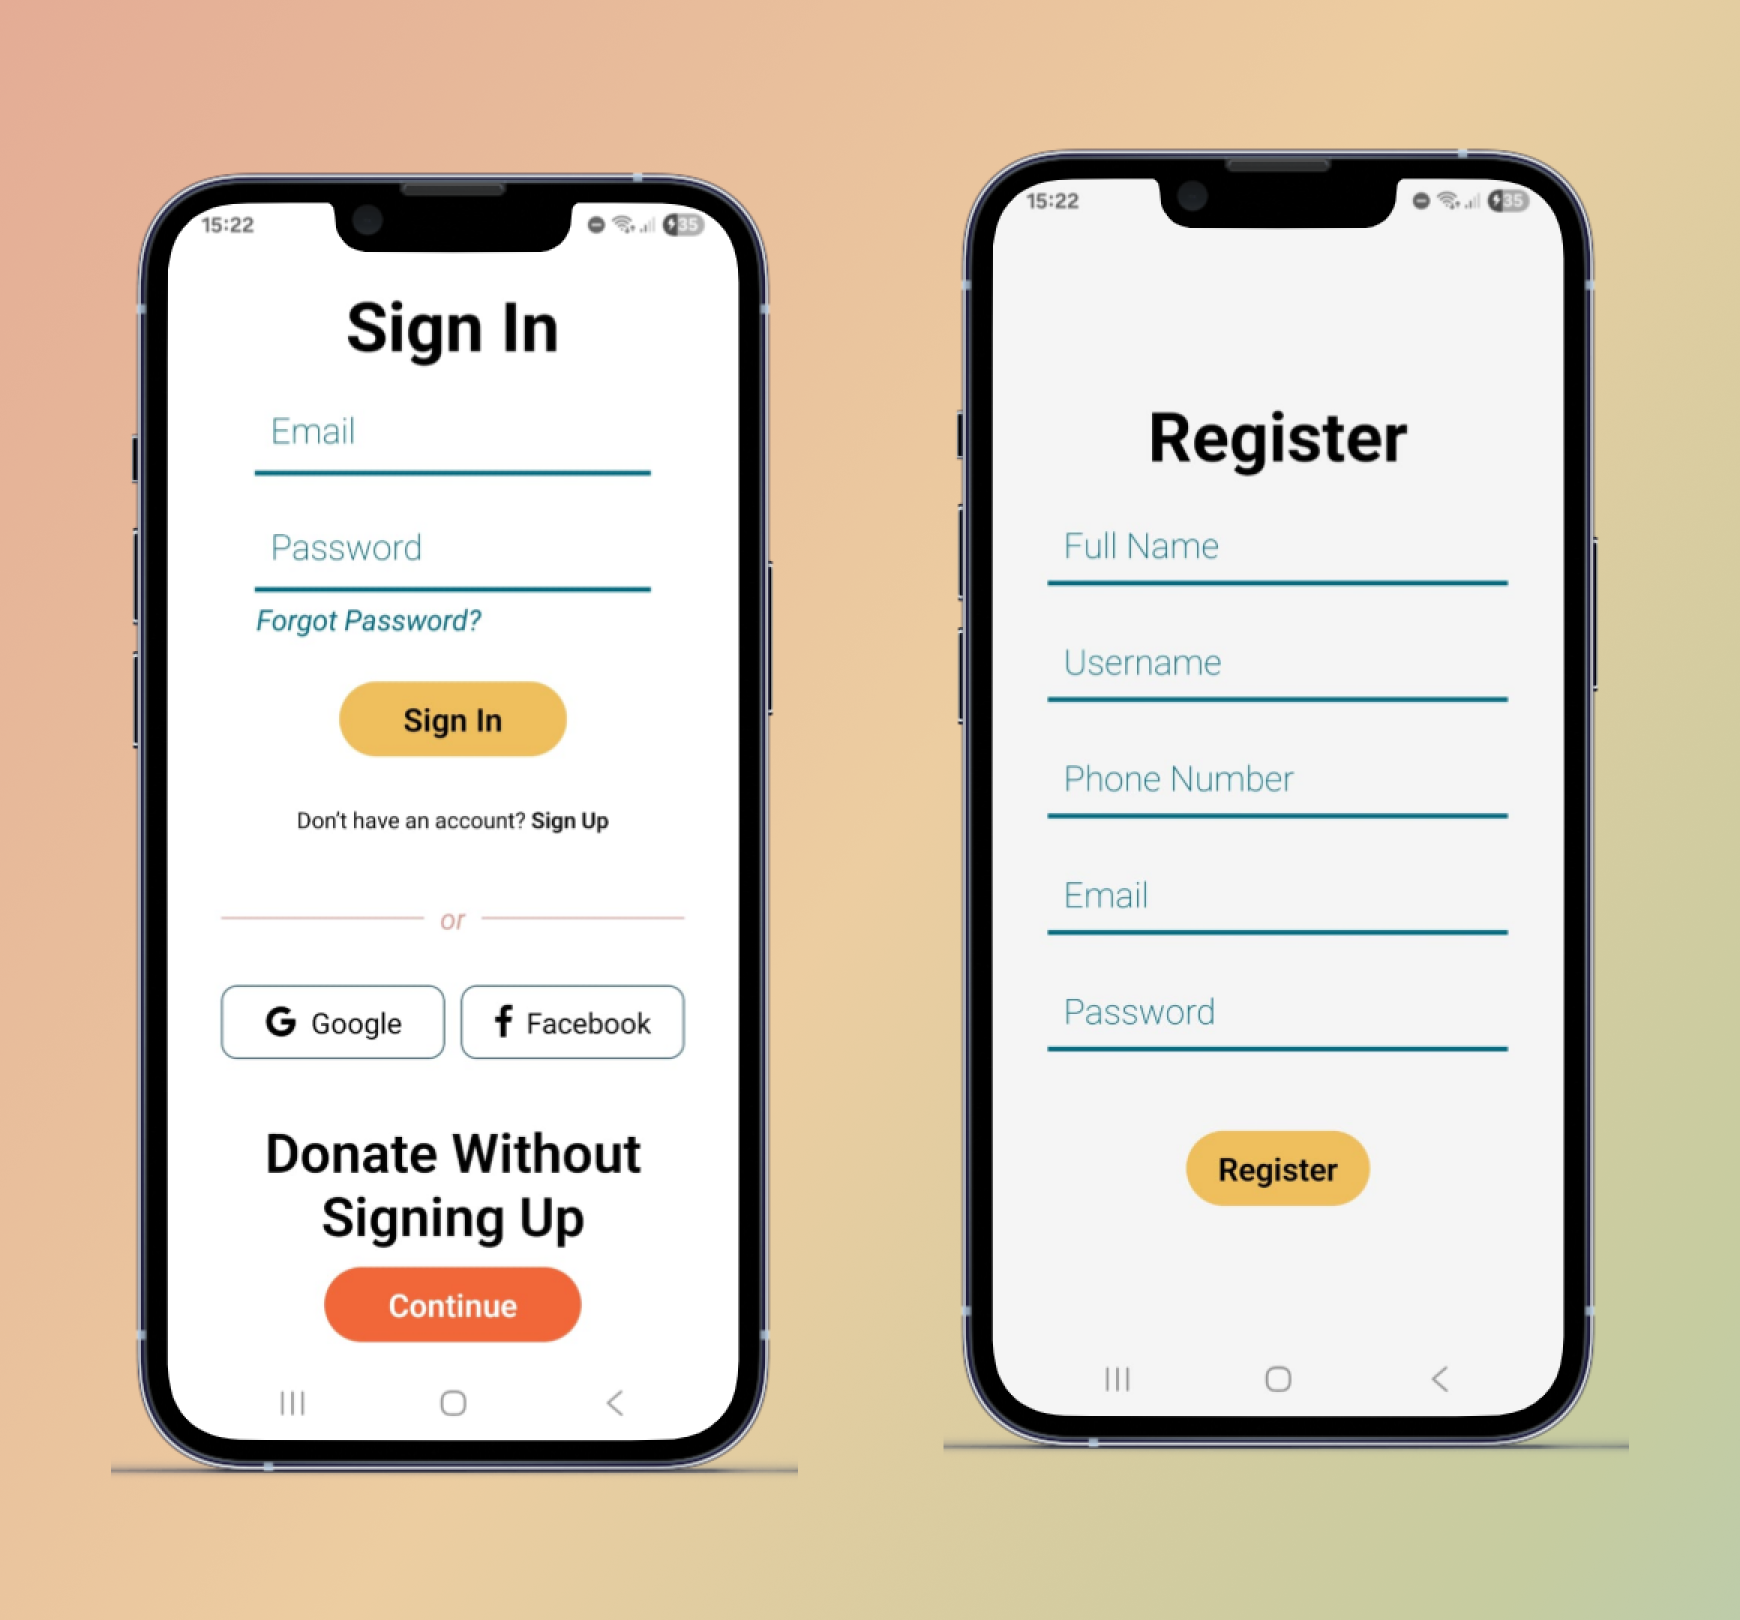 15:22
35
Sign In
Email
Password
Forgot Password?
Sign In
Don't have an account? Sign Up
or
G Google
f Facebook
Donate Without
Signing Up
Continue
15:22
35
Register
Full Name
Username
Phone Number
Email
Password
Register